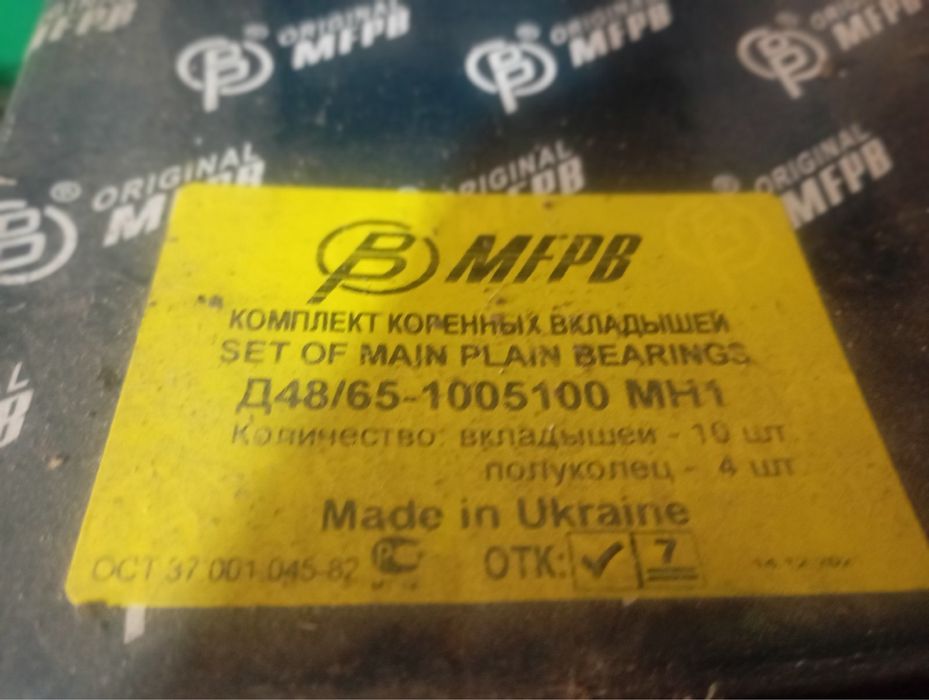 ORIGINAL
MFPB
ORIGINAL
MFPB
MFPB
ORIGINAL
MFPB
ORIGINAL
MFPB
ORIGINAL
MFPB
MFPB
КОМПЛЕКТ КОРЕННЫХ ВКЛАДЫШЕЙ
SET OF MAIN PLAIN BEARINGS
Д48/65-1005100 МН1
Количество: вкладышей - 10 шт
полуколец - 4 шт
Made in Ukraine
ОСТ 37.001.045-82 ОТК: ✓ 7